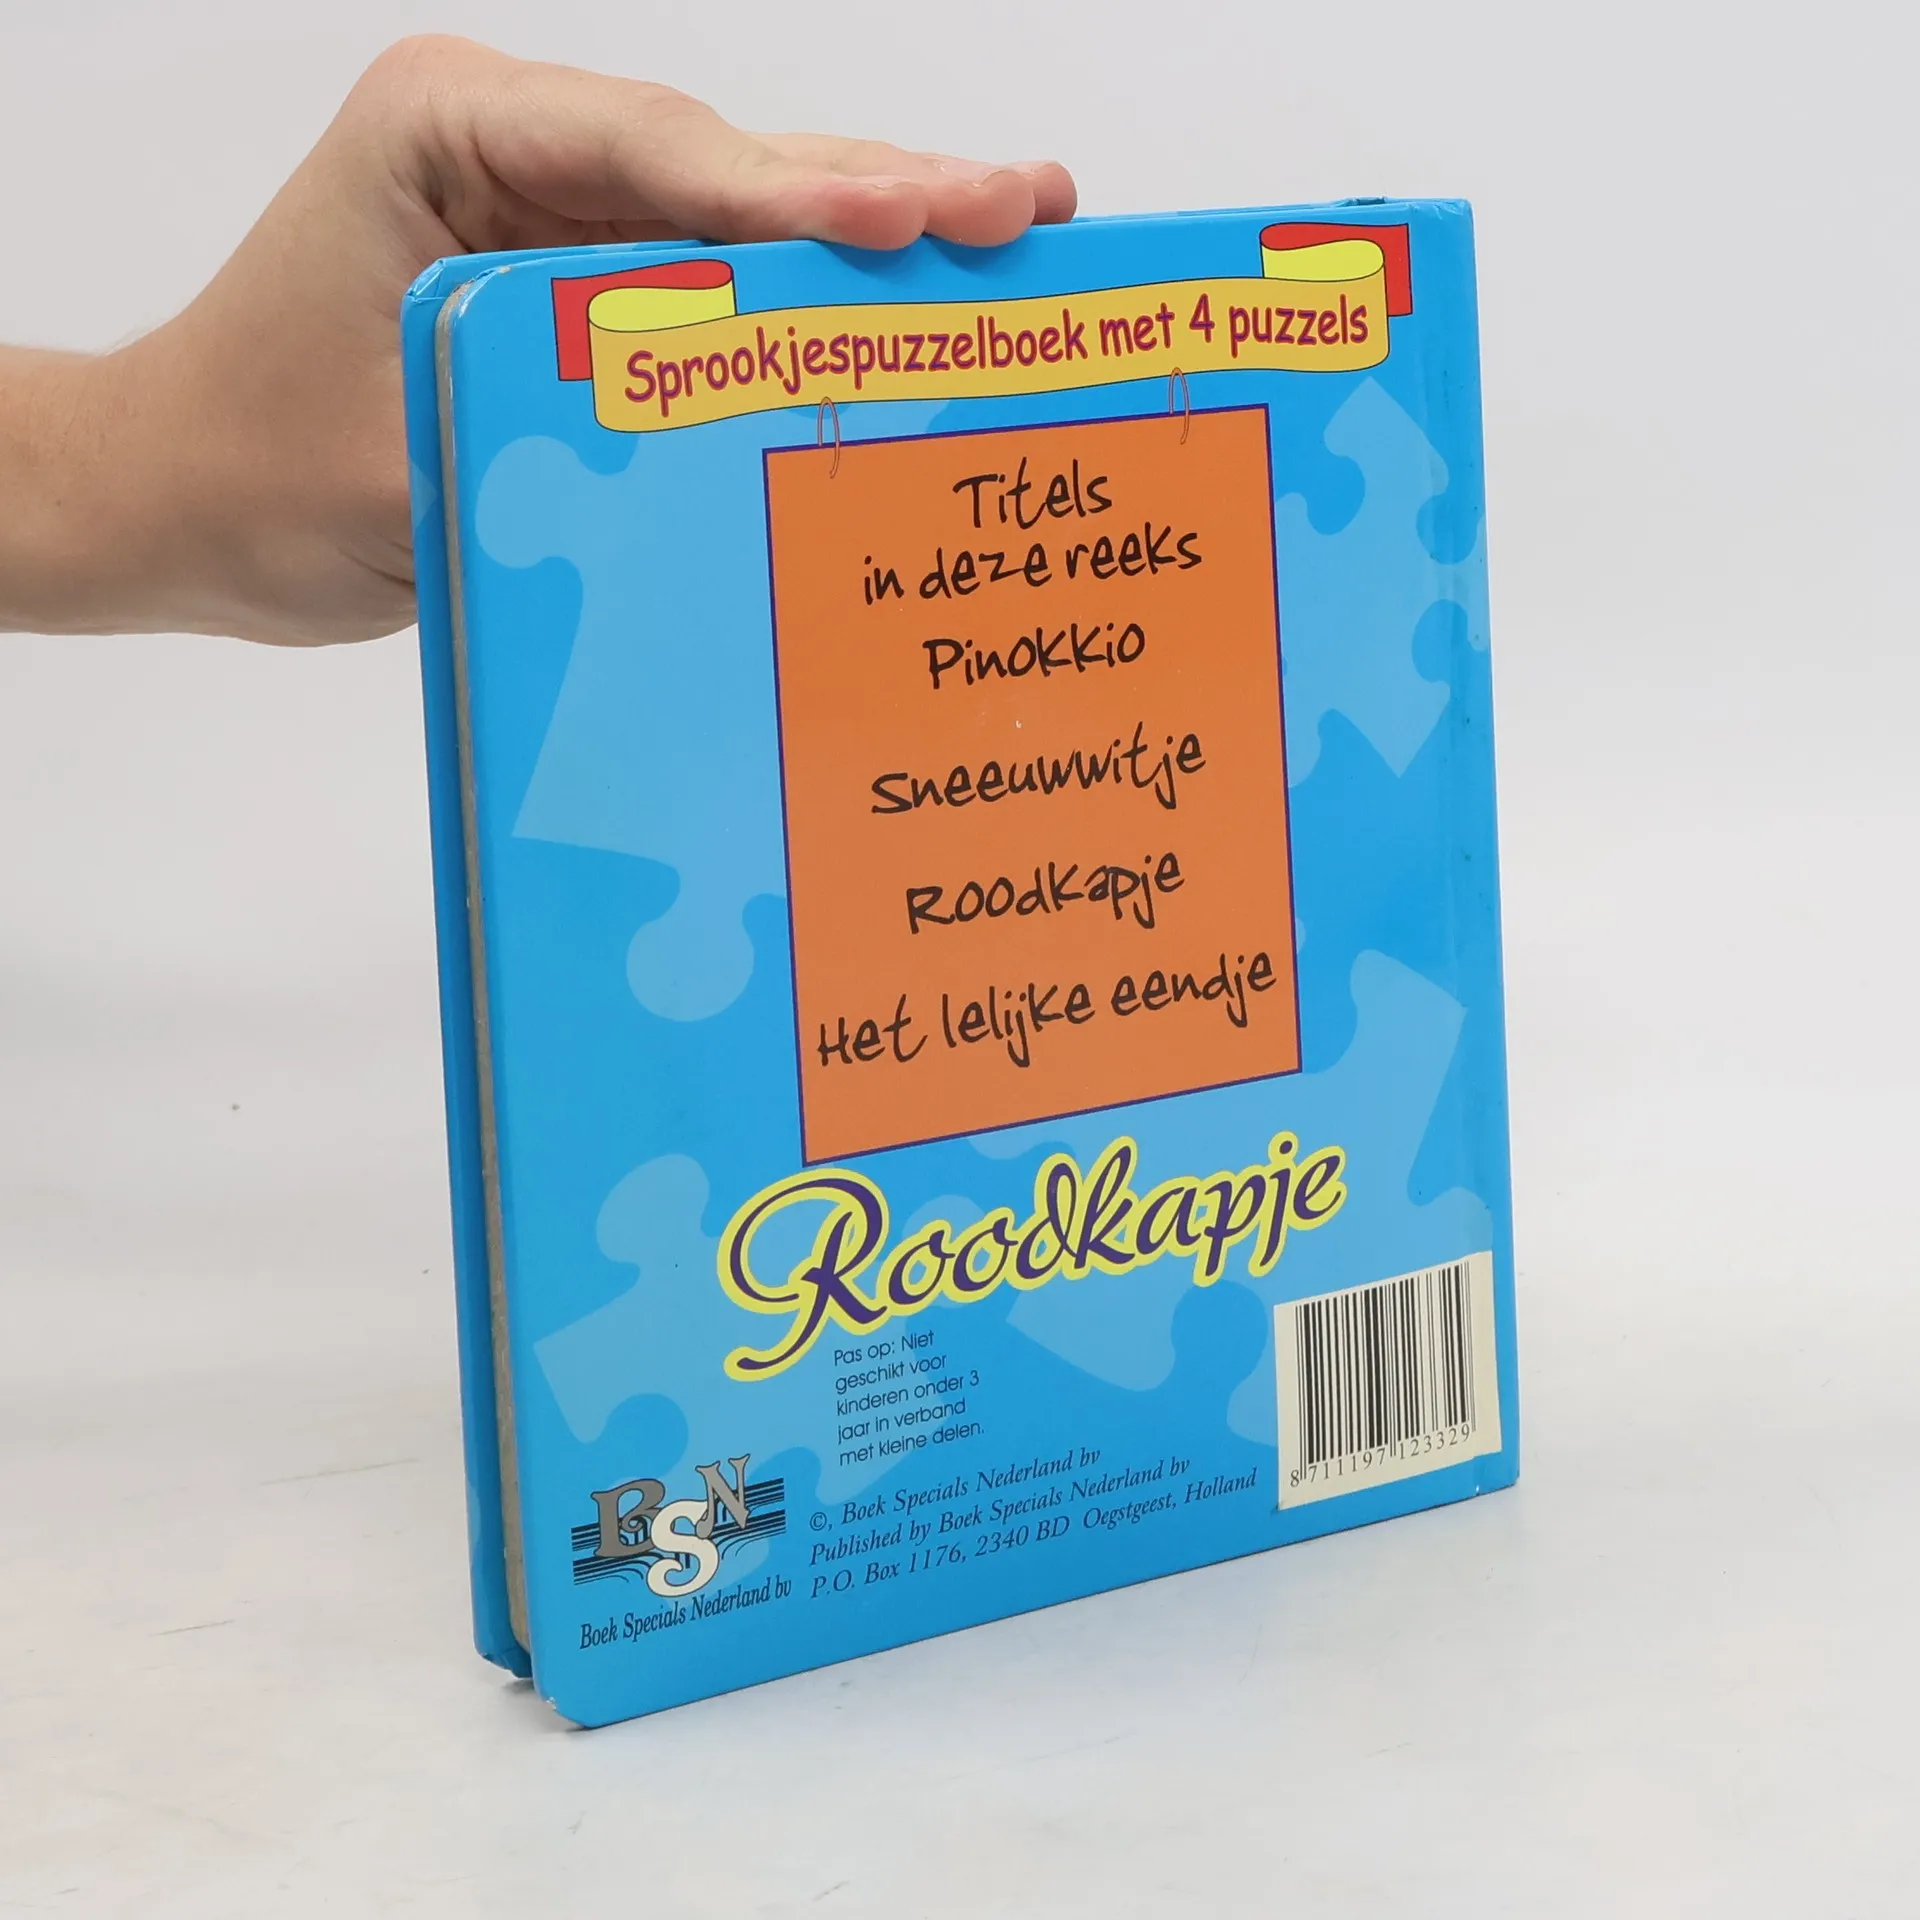 Sprookjespuzzelboek met 4 puzzels
Titels
in deze reeks
Pinokkio
Sneeuwwitje
Roodkapje
Het lelijke eendje
Roodkapje
Pas op: Niet
geschikt voor
kinderen onder 3
jaar in verband
met kleine delen.
BSN
Boek Specials Nederland bv
©, Boek Specials Nederland bv
Published by Boek Specials Nederland bv
P.O. Box 1176, 2340 BD Oegstgeest, Holland
8 711197 123329